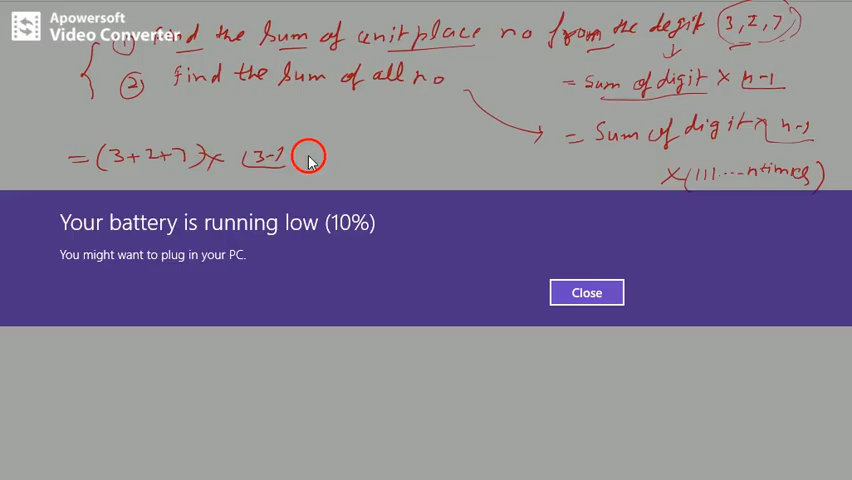 Apowersoft
Video Converter
1 find the sum of unit place no from the degit (3,2,7)
2 find the sum of all no
= sum of digit × n-1
= sum of digit × n-1
×(111...ntimes)
= (3+2+7) × (3-1
Your battery is running low (10%)
You might want to plug in your PC.
Close